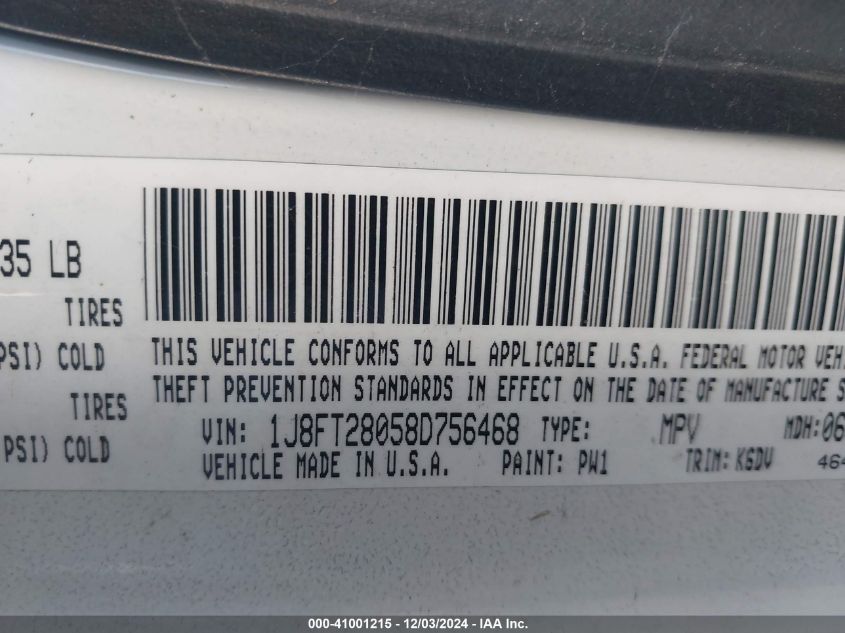 35 LB
TIRES
PSI) COLD
TIRES
PSI) COLD
THIS VEHICLE CONFORMS TO ALL APPLICABLE U.S.A. FEDERAL MOTOR VEH
THEFT PREVENTION STANDARDS IN EFFECT ON THE DATE OF MANUFACTURE S
VIN: 1J8FT28058D756468 TYPE: MPV MDH:06
VEHICLE MADE IN U.S.A. PAINT: PW1 TRIM: KSDV 464
000-41001215 - 12/03/2024 - IAA Inc.